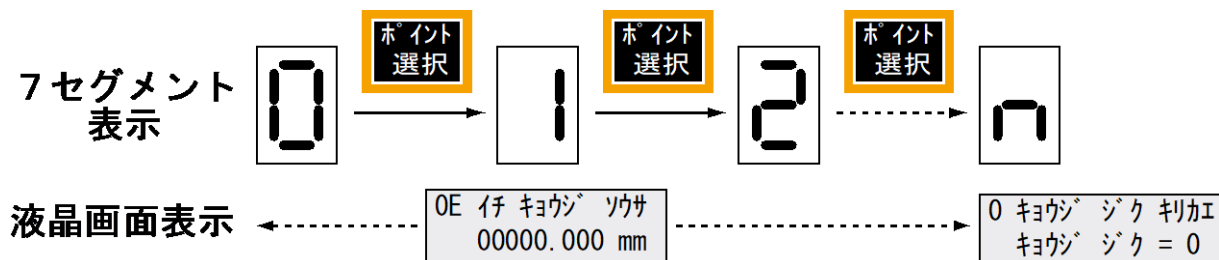 ポイント
選択
ポイント
選択
ポイント
選択
7セグメント
表示
0
1
2
n
液晶画面表示
0E イチ キョウジ ソウサ
00000.000 mm
0 キョウジ ジク キリカエ
キョウジ ジク = 0